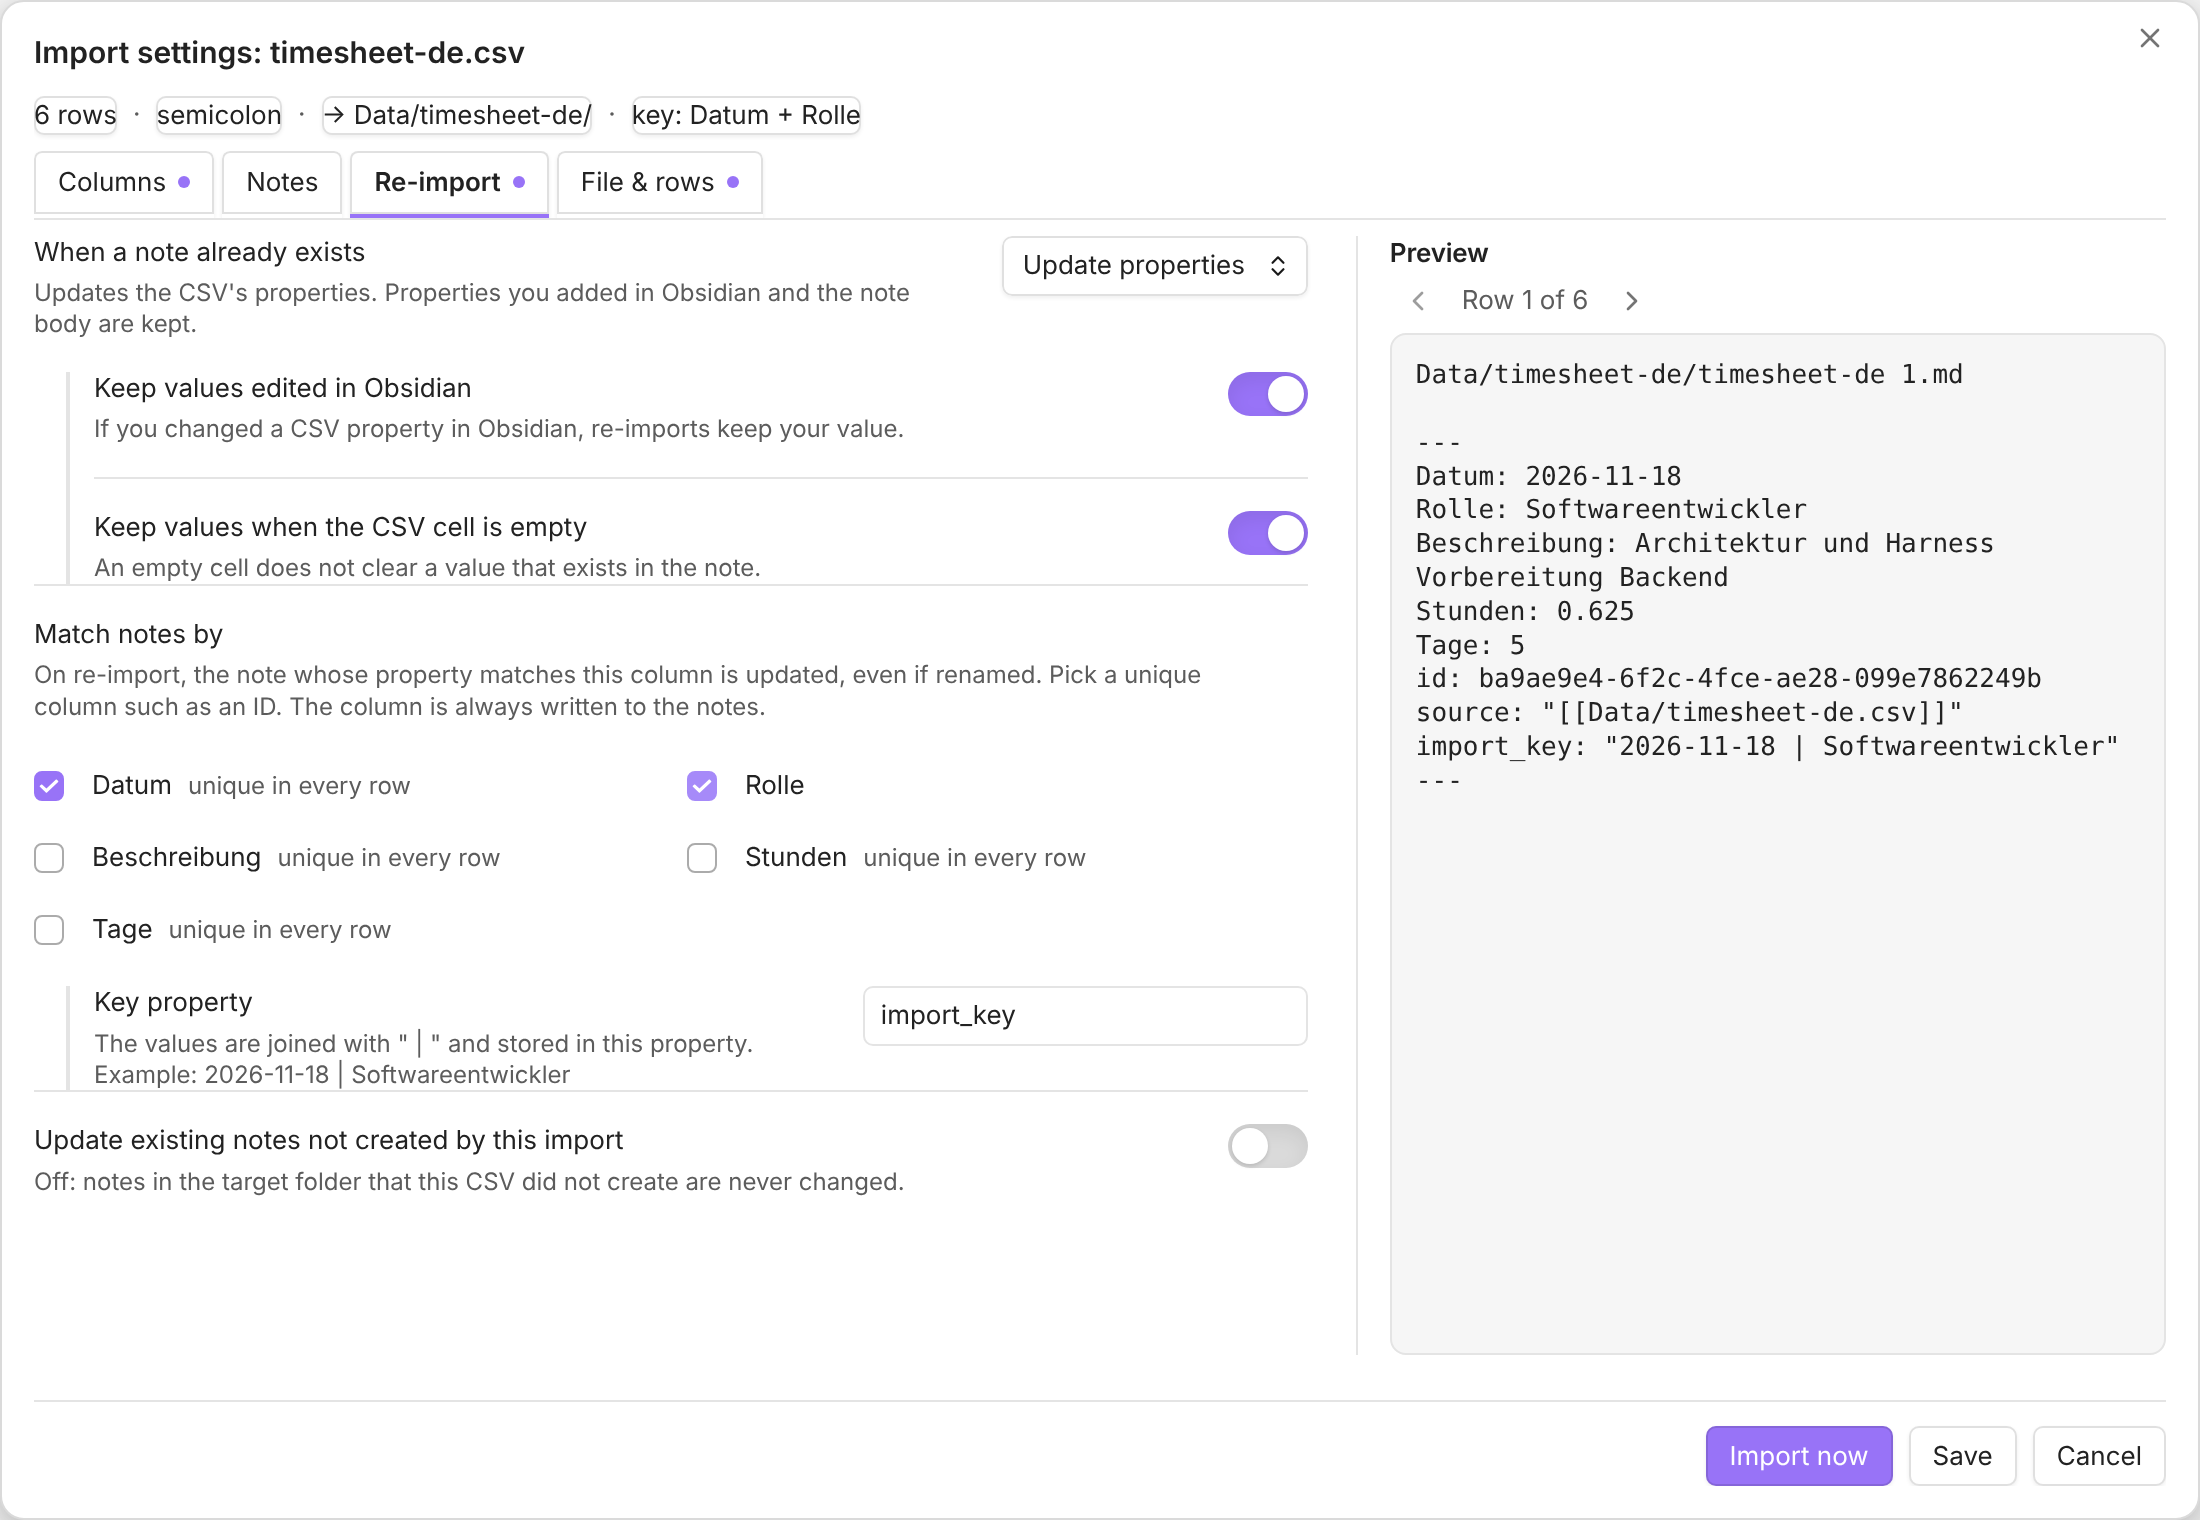 Import settings: timesheet-de.csv
6 rows · semicolon · → Data/timesheet-de/ · key: Datum + Rolle
Columns Notes Re-import File & rows
When a note already exists
Updates the CSV's properties. Properties you added in Obsidian and the note
body are kept.
Update properties
Keep values edited in Obsidian
If you changed a CSV property in Obsidian, re-imports keep your value.
Keep values when the CSV cell is empty
An empty cell does not clear a value that exists in the note.
Match notes by
On re-import, the note whose property matches this column is updated, even if renamed. Pick a unique
column such as an ID. The column is always written to the notes.
Datum unique in every row
Rolle
Beschreibung unique in every row
Stunden unique in every row
Tage unique in every row
Key property
The values are joined with " | " and stored in this property.
Example: 2026-11-18 | Softwareentwickler
import_key
Update existing notes not created by this import
Off: notes in the target folder that this CSV did not create are never changed.
Preview
Row 1 of 6
Data/timesheet-de/timesheet-de 1.md
---
Datum: 2026-11-18
Rolle: Softwareentwickler
Beschreibung: Architektur und Harness
Vorbereitung Backend
Stunden: 0.625
Tage: 5
id: ba9ae9e4-6f2c-4fce-ae28-099e7862249b
source: "[[Data/timesheet-de.csv]]"
import_key: "2026-11-18 | Softwareentwickler"
---
Import now Save Cancel